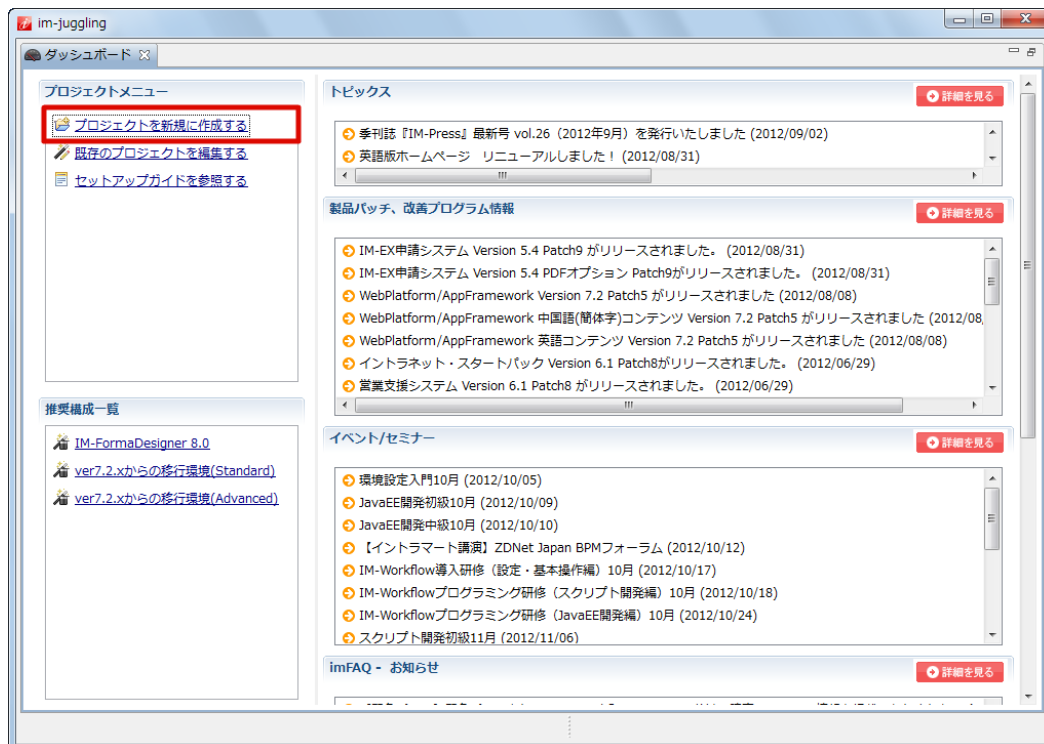 im-juggling
ダッシュボード
プロジェクトメニュー
プロジェクトを新規に作成する
既存のプロジェクトを編集する
セットアップガイドを参照する
推奨構成一覧
IM-FormaDesigner 8.0
ver7.2.xからの移行環境(Standard)
ver7.2.xからの移行環境(Advanced)
トピックス
詳細を見る
季刊誌『IM-Press』最新号 vol.26（2012年9月）を発行いたしました (2012/09/02)
英語版ホームページ　リニューアルしました！ (2012/08/31)
製品パッチ、改善プログラム情報
詳細を見る
IM-EX申請システム Version 5.4 Patch9 がリリースされました。 (2012/08/31)
IM-EX申請システム Version 5.4 PDFオプション Patch9がリリースされました。 (2012/08/31)
WebPlatform/AppFramework Version 7.2 Patch5 がリリースされました (2012/08/08)
WebPlatform/AppFramework 中国語(簡体字)コンテンツ Version 7.2 Patch5 がリリースされました (2012/08,
WebPlatform/AppFramework 英語コンテンツ Version 7.2 Patch5 がリリースされました (2012/08/08)
イントラネット・スタートパック Version 6.1 Patch8がリリースされました。 (2012/06/29)
営業支援システム Version 6.1 Patch8 がリリースされました。 (2012/06/29)
イベント/セミナー
詳細を見る
環境設定入門10月 (2012/10/05)
JavaEE開発初級10月 (2012/10/09)
JavaEE開発中級10月 (2012/10/10)
【イントラマート講演】ZDNet Japan BPMフォーラム (2012/10/12)
IM-Workflow導入研修（設定・基本操作編）10月 (2012/10/17)
IM-Workflowプログラミング研修（スクリプト開発編）10月 (2012/10/18)
IM-Workflowプログラミング研修（JavaEE開発編）10月 (2012/10/24)
スクリプト開発初級11月 (2012/11/06)
imFAQ - お知らせ
詳細を見る